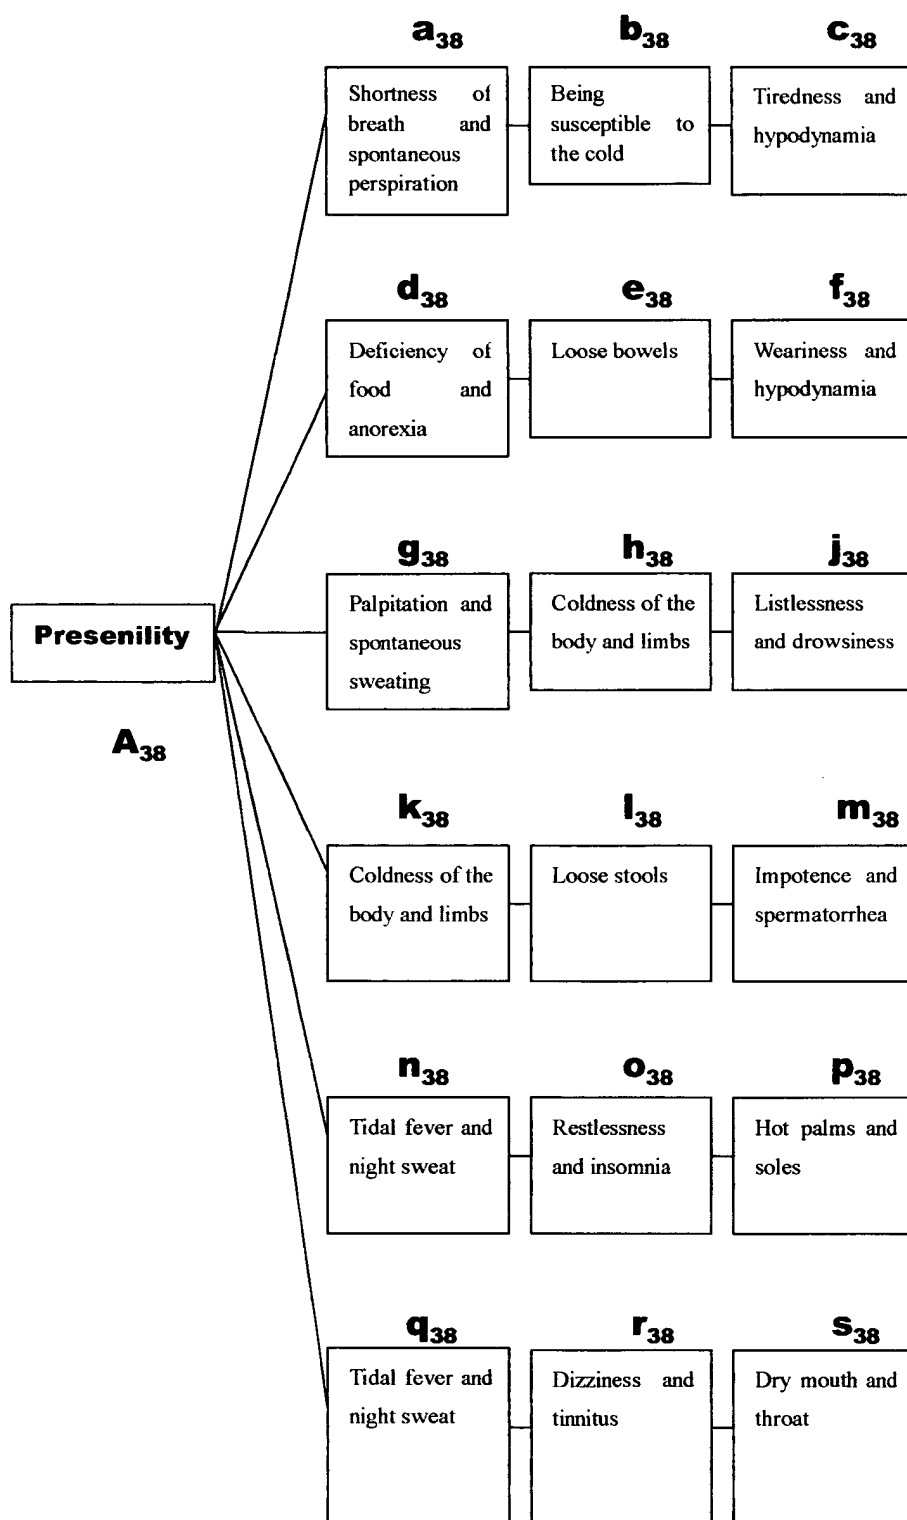 a38
b38
c38
Shortness of
breath and
spontaneous
perspiration
Being
susceptible to
the cold
Tiredness and
hypodynamia
d38
e38
f38
Deficiency of
food and
anorexia
Loose bowels
Weariness and
hypodynamia
g38
h38
j38
Palpitation and
spontaneous
sweating
Coldness of the
body and limbs
Listlessness
and drowsiness
Presenility
A38
k38
l38
m38
Coldness of the
body and limbs
Loose stools
Impotence and
spermatorrhea
n38
o38
p38
Tidal fever and
night sweat
Restlessness
and insomnia
Hot palms and
soles
q38
r38
s38
Tidal fever and
night sweat
Dizziness and
tinnitus
Dry mouth and
throat